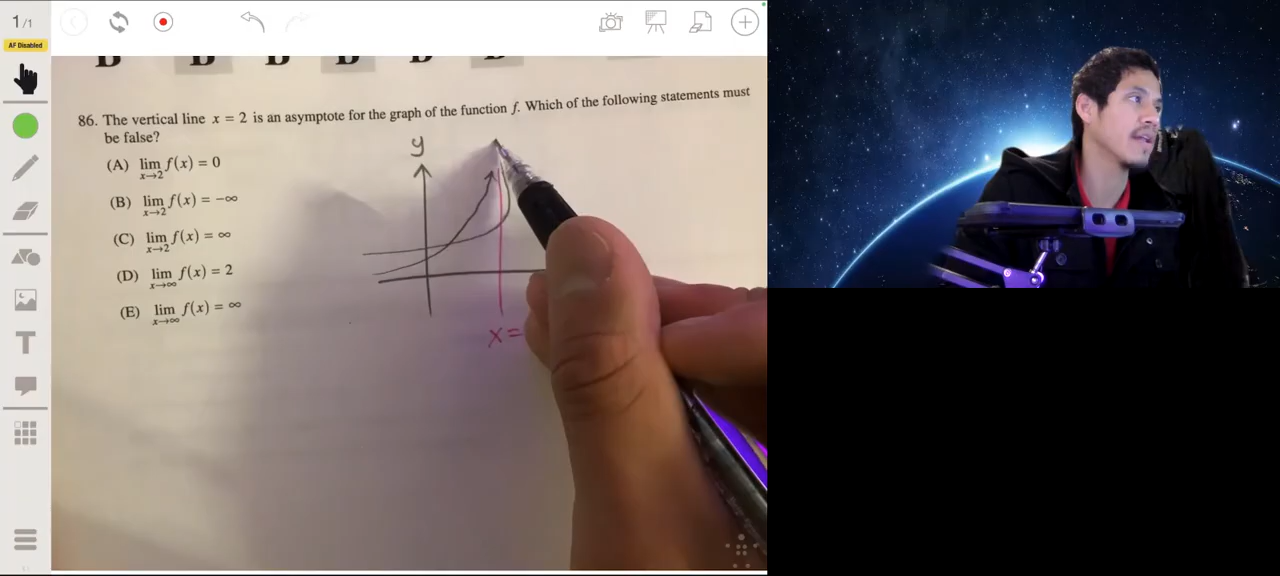 1/1
AF Disabled
86. The vertical line x = 2 is an asymptote for the graph of the function f. Which of the following statements must
be false?
(A) lim x→2 f(x) = 0
(B) lim x→2 f(x) = -∞
(C) lim x→2 f(x) = ∞
(D) lim x→∞ f(x) = 2
(E) lim x→∞ f(x) = ∞
y
x=
T